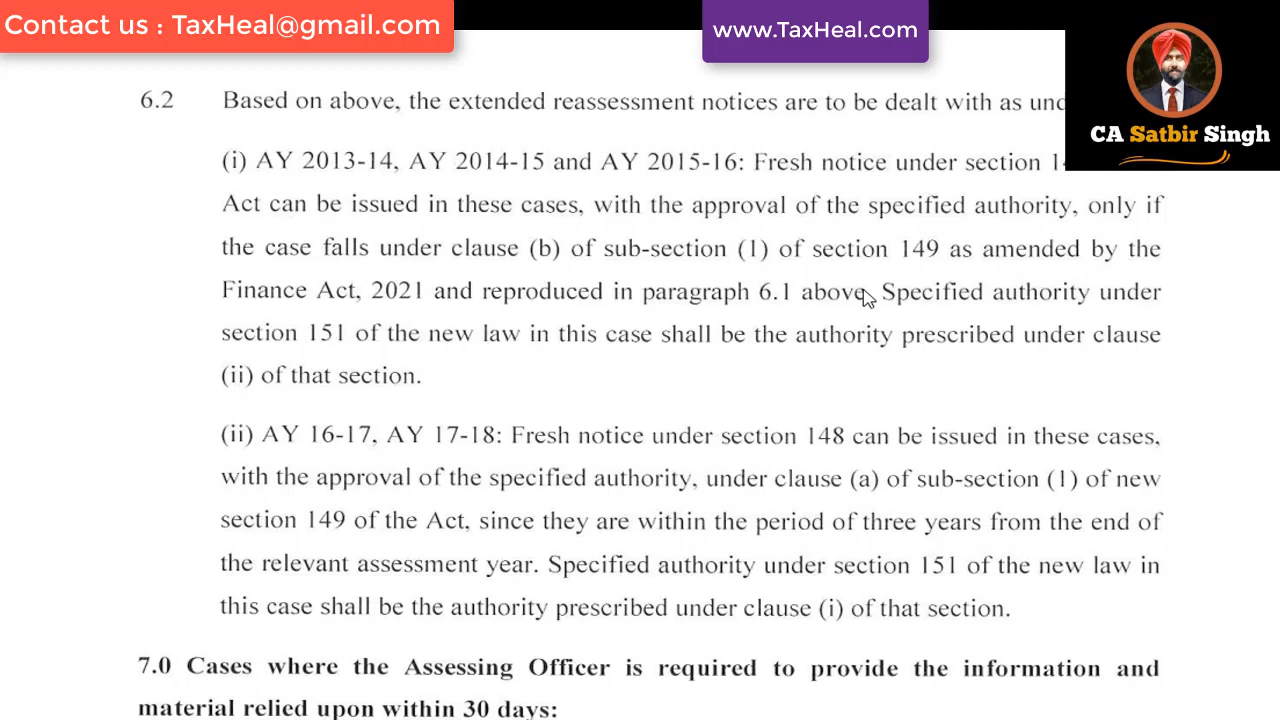 Contact us : TaxHeal@gmail.com
www.TaxHeal.com
CA Satbir Singh
6.2 Based on above, the extended reassessment notices are to be dealt with as
(i) AY 2013-14, AY 2014-15 and AY 2015-16: Fresh notice under section
Act can be issued in these cases, with the approval of the specified authority, only if
the case falls under clause (b) of sub-section (1) of section 149 as amended by the
Finance Act, 2021 and reproduced in paragraph 6.1 above. Specified authority under
section 151 of the new law in this case shall be the authority prescribed under clause
(ii) of that section.
(ii) AY 16-17, AY 17-18: Fresh notice under section 148 can be issued in these cases,
with the approval of the specified authority, under clause (a) of sub-section (1) of new
section 149 of the Act, since they are within the period of three years from the end of
the relevant assessment year. Specified authority under section 151 of the new law in
this case shall be the authority prescribed under clause (i) of that section.
7.0 Cases where the Assessing Officer is required to provide the information and
material relied upon within 30 days: